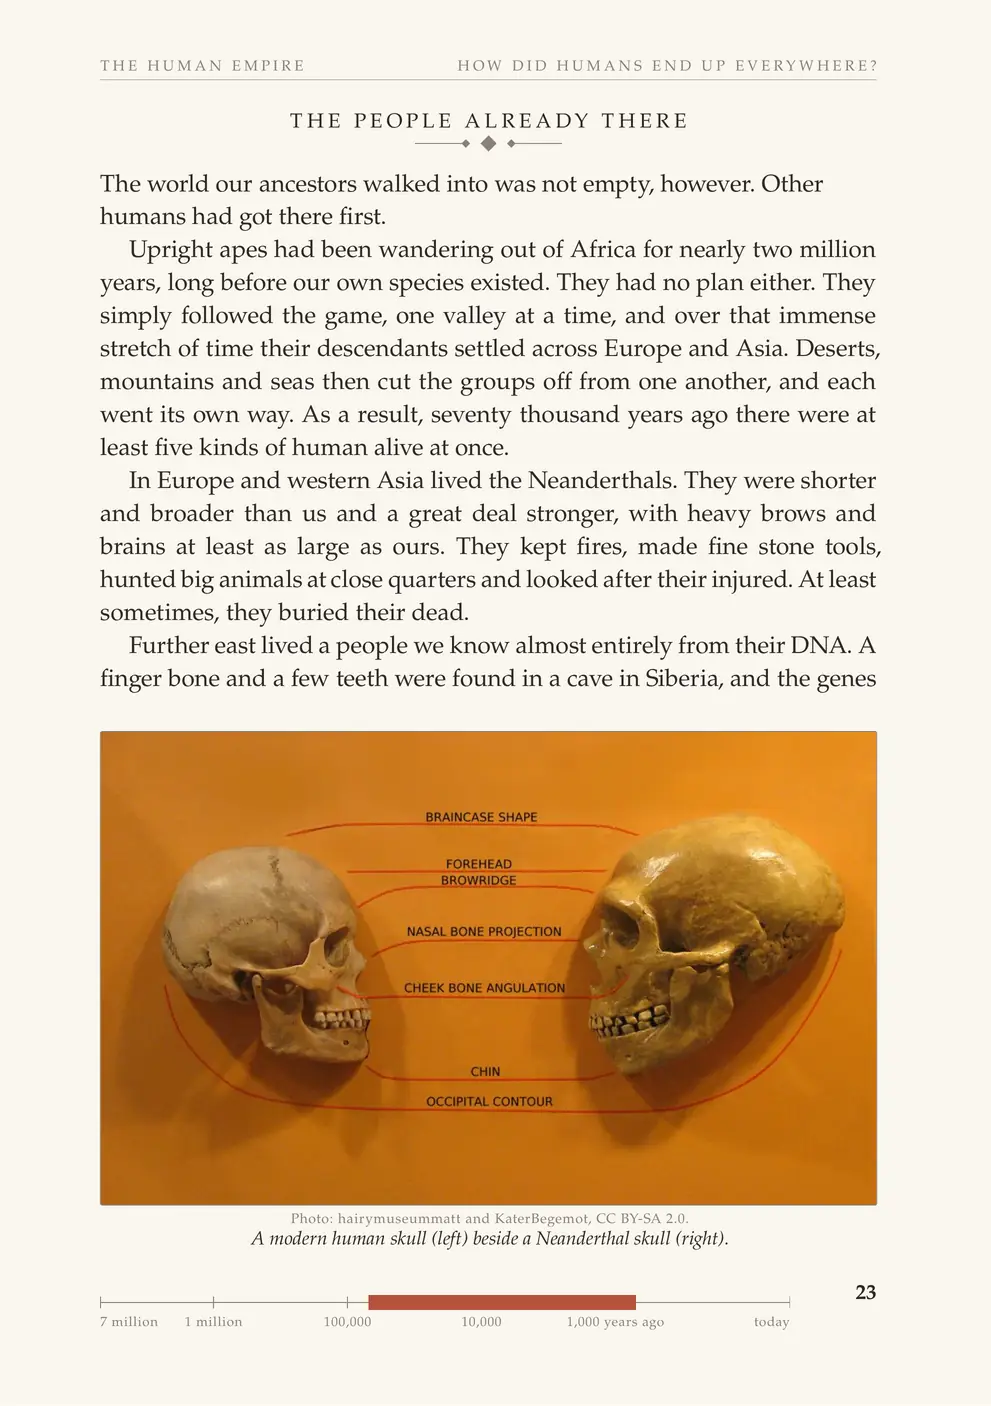 THE HUMAN EMPIRE
HOW DID HUMANS END UP EVERYWHERE?
THE PEOPLE ALREADY THERE
The world our ancestors walked into was not empty, however. Other
humans had got there first.
Upright apes had been wandering out of Africa for nearly two million
years, long before our own species existed. They had no plan either. They
simply followed the game, one valley at a time, and over that immense
stretch of time their descendants settled across Europe and Asia. Deserts,
mountains and seas then cut the groups off from one another, and each
went its own way. As a result, seventy thousand years ago there were at
least five kinds of human alive at once.
In Europe and western Asia lived the Neanderthals. They were shorter
and broader than us and a great deal stronger, with heavy brows and
brains at least as large as ours. They kept fires, made fine stone tools,
hunted big animals at close quarters and looked after their injured. At least
sometimes, they buried their dead.
Further east lived a people we know almost entirely from their DNA. A
finger bone and a few teeth were found in a cave in Siberia, and the genes
BRAINCASE SHAPE
FOREHEAD
BROWRIDGE
NASAL BONE PROJECTION
CHEEK BONE ANGULATION
CHIN
OCCIPITAL CONTOUR
Photo: hairymuseummatt and KaterBegemot, CC BY-SA 2.0.
A modern human skull (left) beside a Neanderthal skull (right).
23
7 million 1 million 100,000 10,000 1,000 years ago today